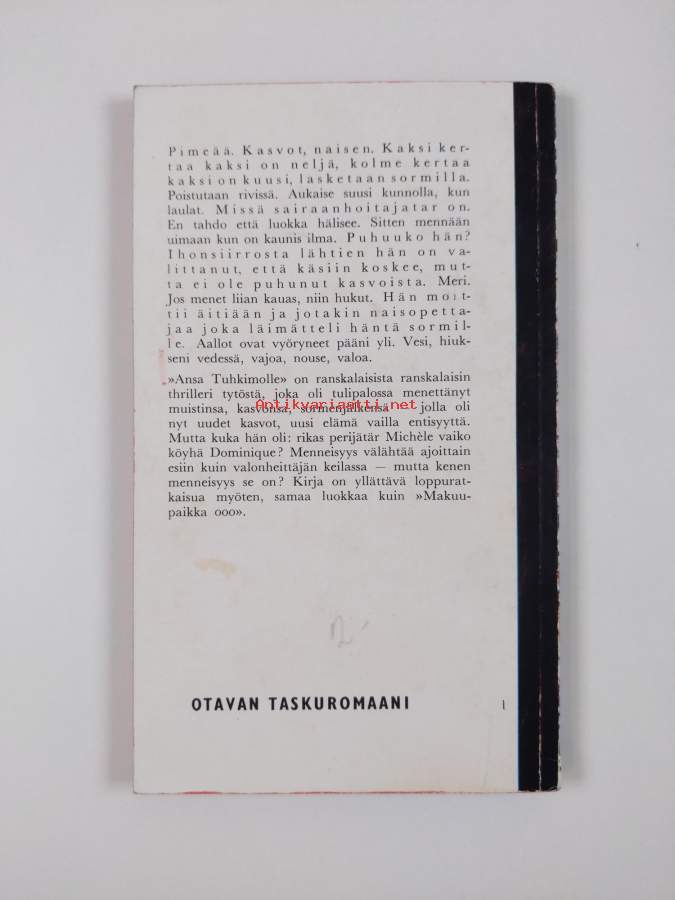 Pimeää. Kasvot, naisen. Kaksi ker-
taa kaksi on neljä, kolme kertaa
kaksi on kuusi, lasketaan sormilla.
Poistutaan rivissä. Aukaise suusi kunnolla, kun
laulat. Missä sairaanhoitajatar on.
En tahdo että luokka hälisee. Sitten mennään
uimaan kun on kaunis ilma. Puhuuko hän?
Ihonsiirrosta lähtien hän on va-
littanut, että käsiin koskee, mut-
ta ei ole puhunut kasvoista. Meri.
Jos menet liian kauas, niin hukut. Hän moit-
tii äitiään ja jotakin naisopetta-
jaa joka läimätteli häntä sormil-
le. Aallot ovat vyöryneet pääni yli. Vesi, hiuk-
seni vedessä, vajoa, nouse, valoa.
»Ansa Tuhkimolle» on ranskalaisista ranskalaisin
thrilleri tytöstä, joka oli tulipalossa menettänyt
muistinsa, kasvonsa, sormenjälkensä — jolla oli
Antikvariaatti.net
nyt uudet kasvot, uusi elämä vailla entisyyttä.
Mutta kuka hän oli: rikas perijätär Michèle vaiko
köyhä Dominique? Menneisyys välähtää ajoittain
esiin kuin valonheittäjän keilassa — mutta kenen
menneisyys se on? Kirja on yllättävä loppurat-
kaisua myöten, samaa luokkaa kuin »Makuu-
paikka 000».
OTAVAN TASKUROMAANI
1